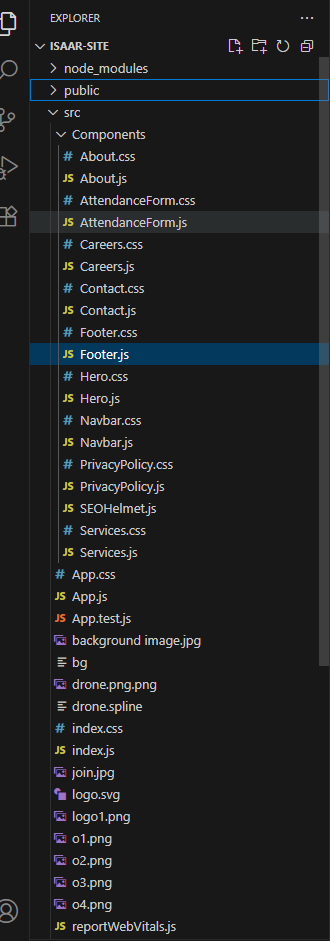 EXPLORER
ISAAR-SITE
node_modules
public
src
Components
# About.css
JS About.js
# AttendanceForm.css
JS AttendanceForm.js
# Careers.css
JS Careers.js
# Contact.css
JS Contact.js
# Footer.css
JS Footer.js
# Hero.css
JS Hero.js
# Navbar.css
JS Navbar.js
# PrivacyPolicy.css
JS PrivacyPolicy.js
JS SEOHelmet.js
# Services.css
JS Services.js
# App.css
JS App.js
JS App.test.js
background image.jpg
bg
drone.png.png
drone.spline
# index.css
JS index.js
join.jpg
logo.svg
logo1.png
o1.png
o2.png
o3.png
o4.png
JS reportWebVitals.js